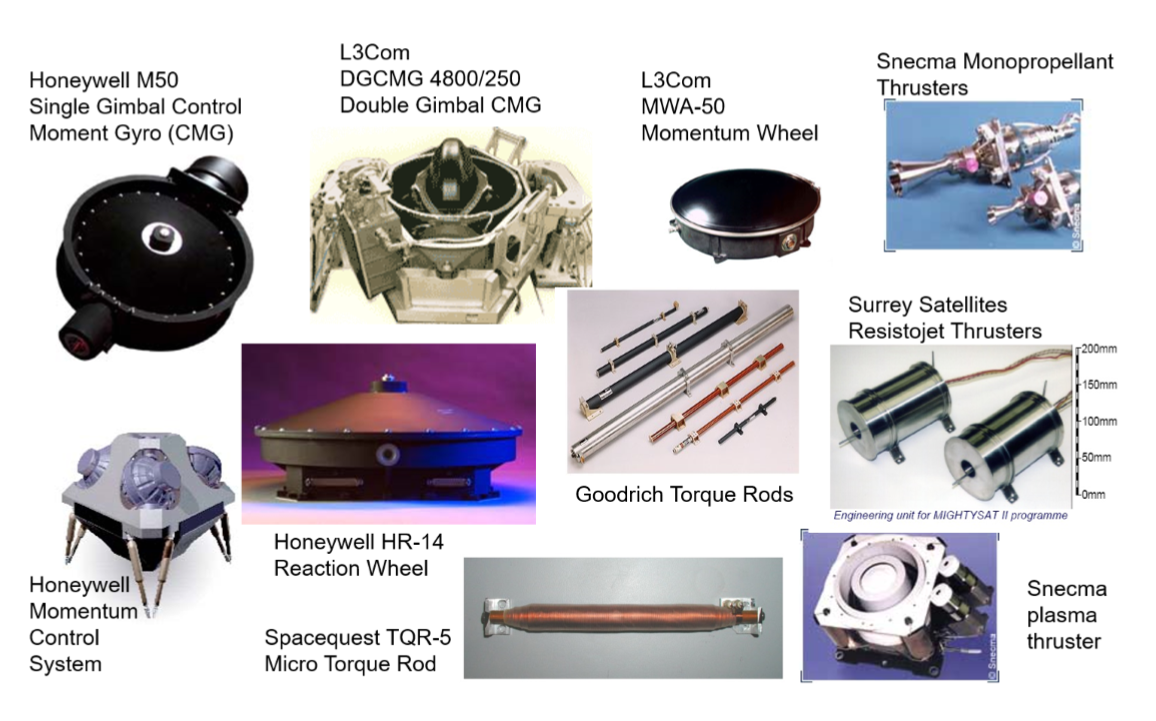 Honeywell M50
Single Gimbal Control
Moment Gyro (CMG)
L3Com
DGCMG 4800/250
Double Gimbal CMG
L3Com
MWA-50
Momentum Wheel
Snecma Monopropellant
Thrusters
© Snecma
Surrey Satellites
Resistojet Thrusters
200mm
150mm
100mm
50mm
0mm
Engineering unit for MIGHTYSAT II programme
Goodrich Torque Rods
Honeywell HR-14
Reaction Wheel
Honeywell
Momentum
Control
System
Spacequest TQR-5
Micro Torque Rod
Snecma
plasma
thruster
© Snecma